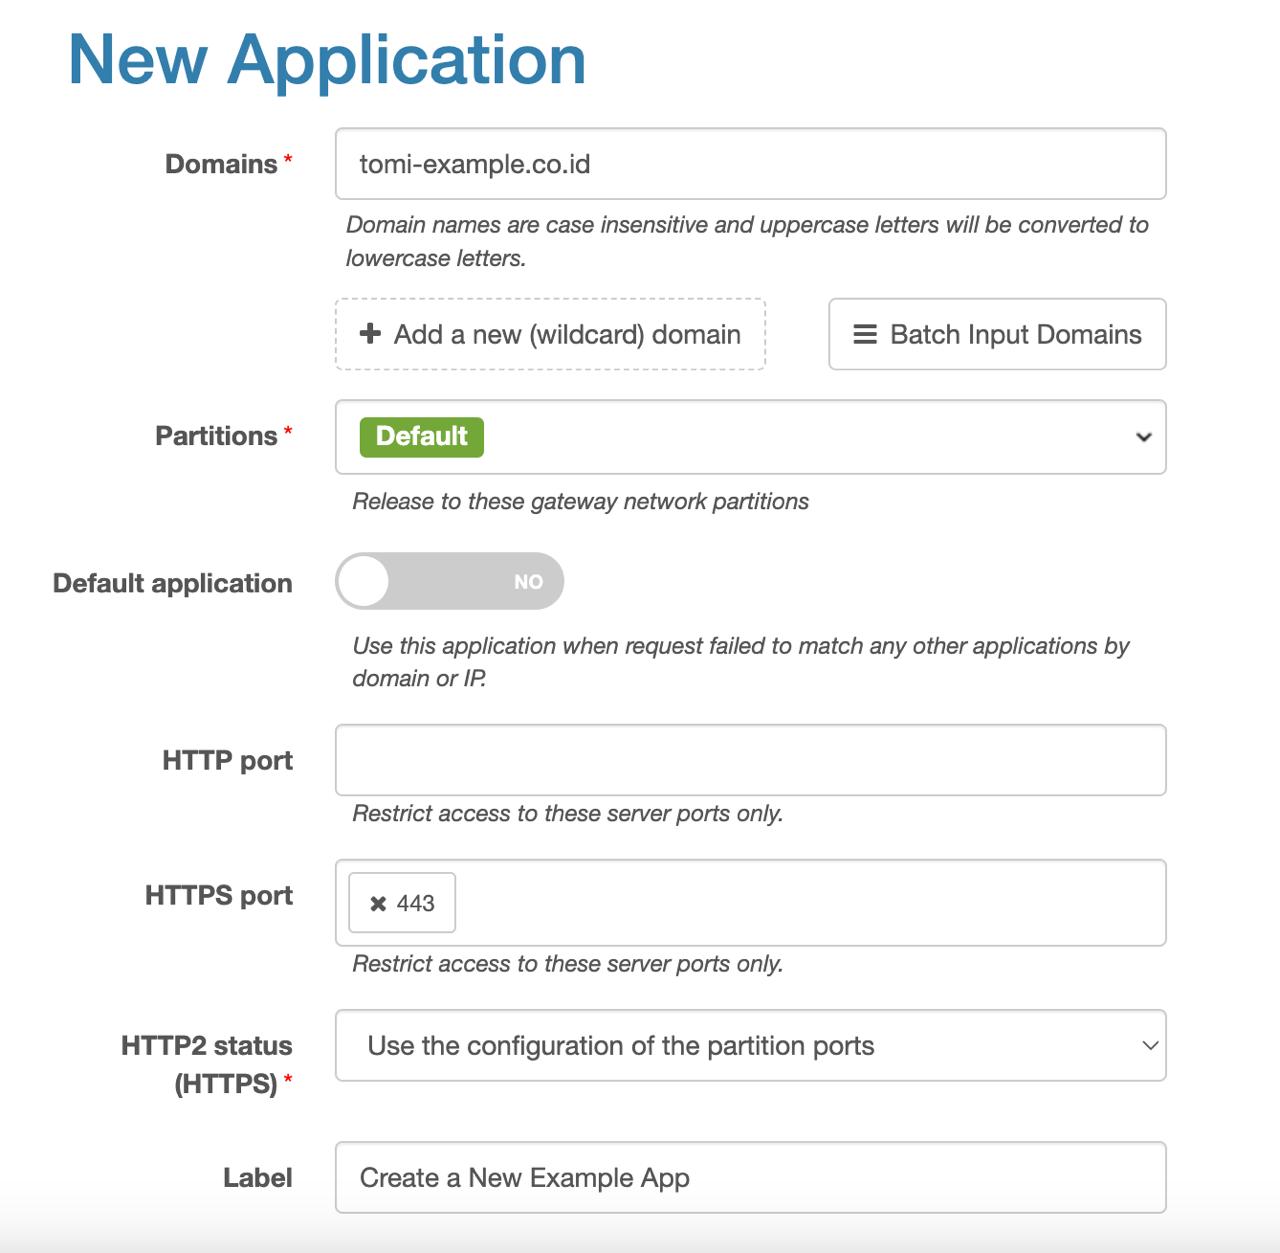 New Application
Domains *
tomi-example.co.id
Domain names are case insensitive and uppercase letters will be converted to
lowercase letters.
Add a new (wildcard) domain
Batch Input Domains
Partitions *
Default
Release to these gateway network partitions
Default application
NO
Use this application when request failed to match any other applications by
domain or IP.
HTTP port
Restrict access to these server ports only.
HTTPS port
443
Restrict access to these server ports only.
HTTP2 status
(HTTPS) *
Use the configuration of the partition ports
Label
Create a New Example App